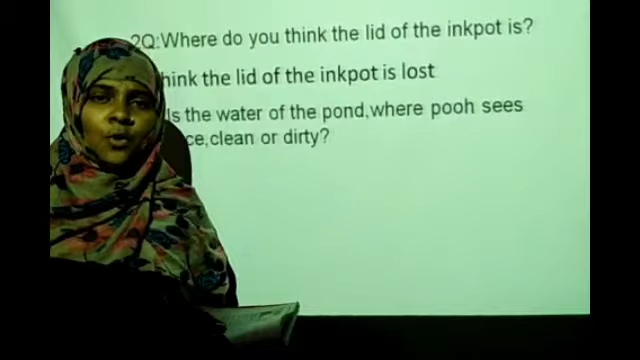 2Q:Where do you think the lid of the inkpot is?
hink the lid of the inkpot is lost
Is the water of the pond,where pooh sees
ce,clean or dirty?